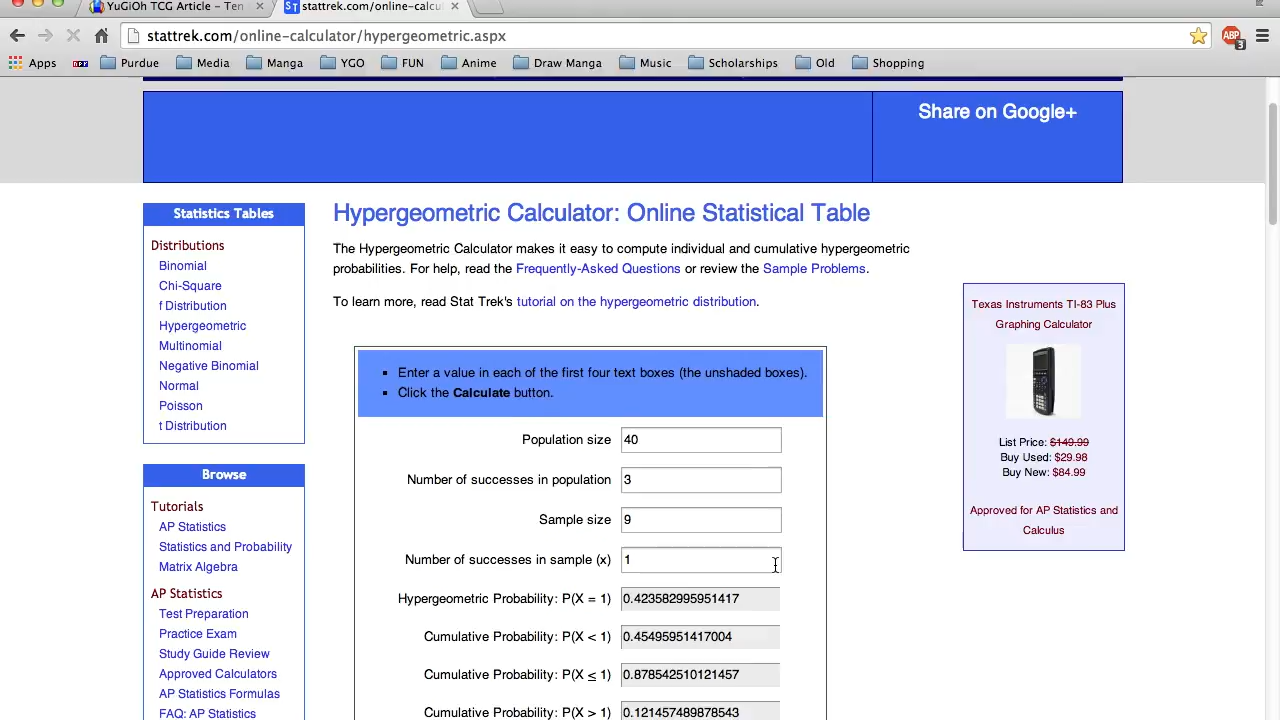 YuGiOh TCG Article – Ten
stattrek.com/online-calcul
stattrek.com/online-calculator/hypergeometric.aspx
ABP
3
Apps
Purdue
Media
Manga
YGO
FUN
Anime
Draw Manga
Music
Scholarships
Old
Shopping
Share on Google+
Statistics Tables
Distributions
Binomial
Chi-Square
f Distribution
Hypergeometric
Multinomial
Negative Binomial
Normal
Poisson
t Distribution
Browse
Tutorials
AP Statistics
Statistics and Probability
Matrix Algebra
AP Statistics
Test Preparation
Practice Exam
Study Guide Review
Approved Calculators
AP Statistics Formulas
FAQ: AP Statistics
Hypergeometric Calculator: Online Statistical Table
The Hypergeometric Calculator makes it easy to compute individual and cumulative hypergeometric
probabilities. For help, read the Frequently-Asked Questions or review the Sample Problems.
To learn more, read Stat Trek's tutorial on the hypergeometric distribution.
Enter a value in each of the first four text boxes (the unshaded boxes).
Click the Calculate button.
Population size 40
Number of successes in population 3
Sample size 9
Number of successes in sample (x) 1
Hypergeometric Probability: P(X = 1) 0.423582995951417
Cumulative Probability: P(X < 1) 0.45495951417004
Cumulative Probability: P(X ≤ 1) 0.878542510121457
Cumulative Probability: P(X > 1) 0.121457489878543
Texas Instruments TI-83 Plus
Graphing Calculator
List Price: $149.99
Buy Used: $29.98
Buy New: $84.99
Approved for AP Statistics and
Calculus